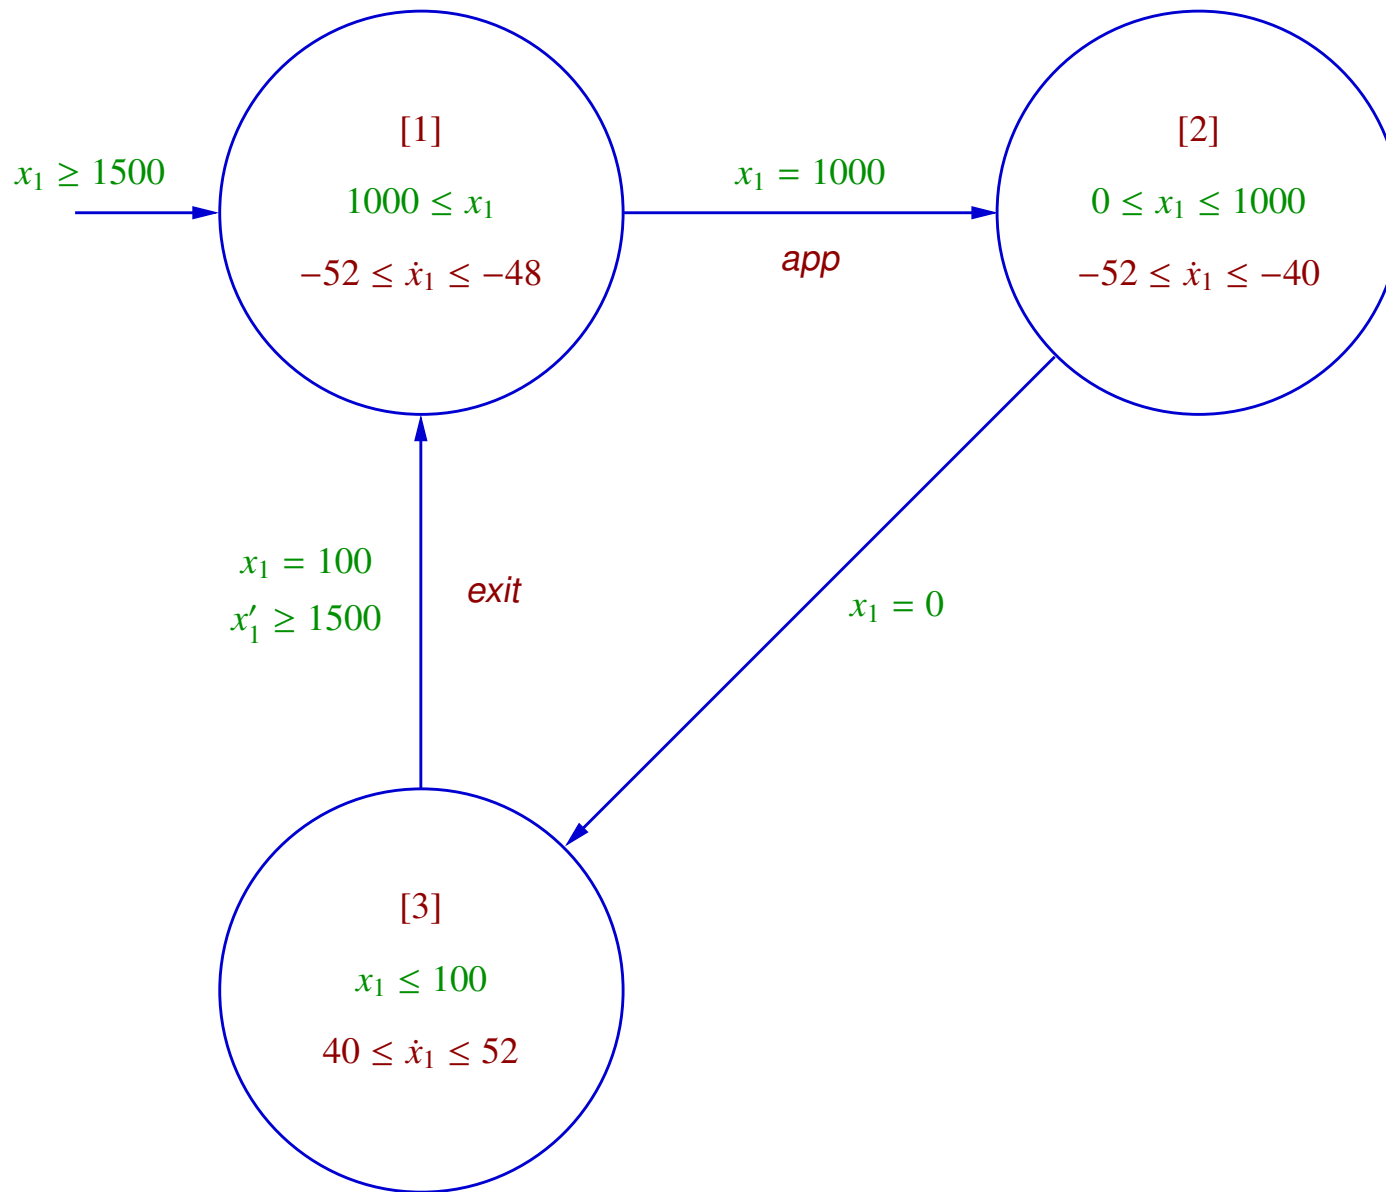 [1]
1000 ≤ x₁
−52 ≤ ẋ₁ ≤ −48
x₁ ≥ 1500
x₁ = 1000
app
[2]
0 ≤ x₁ ≤ 1000
−52 ≤ ẋ₁ ≤ −40
x₁ = 100
x₁′ ≥ 1500
exit
x₁ = 0
[3]
x₁ ≤ 100
40 ≤ ẋ₁ ≤ 52